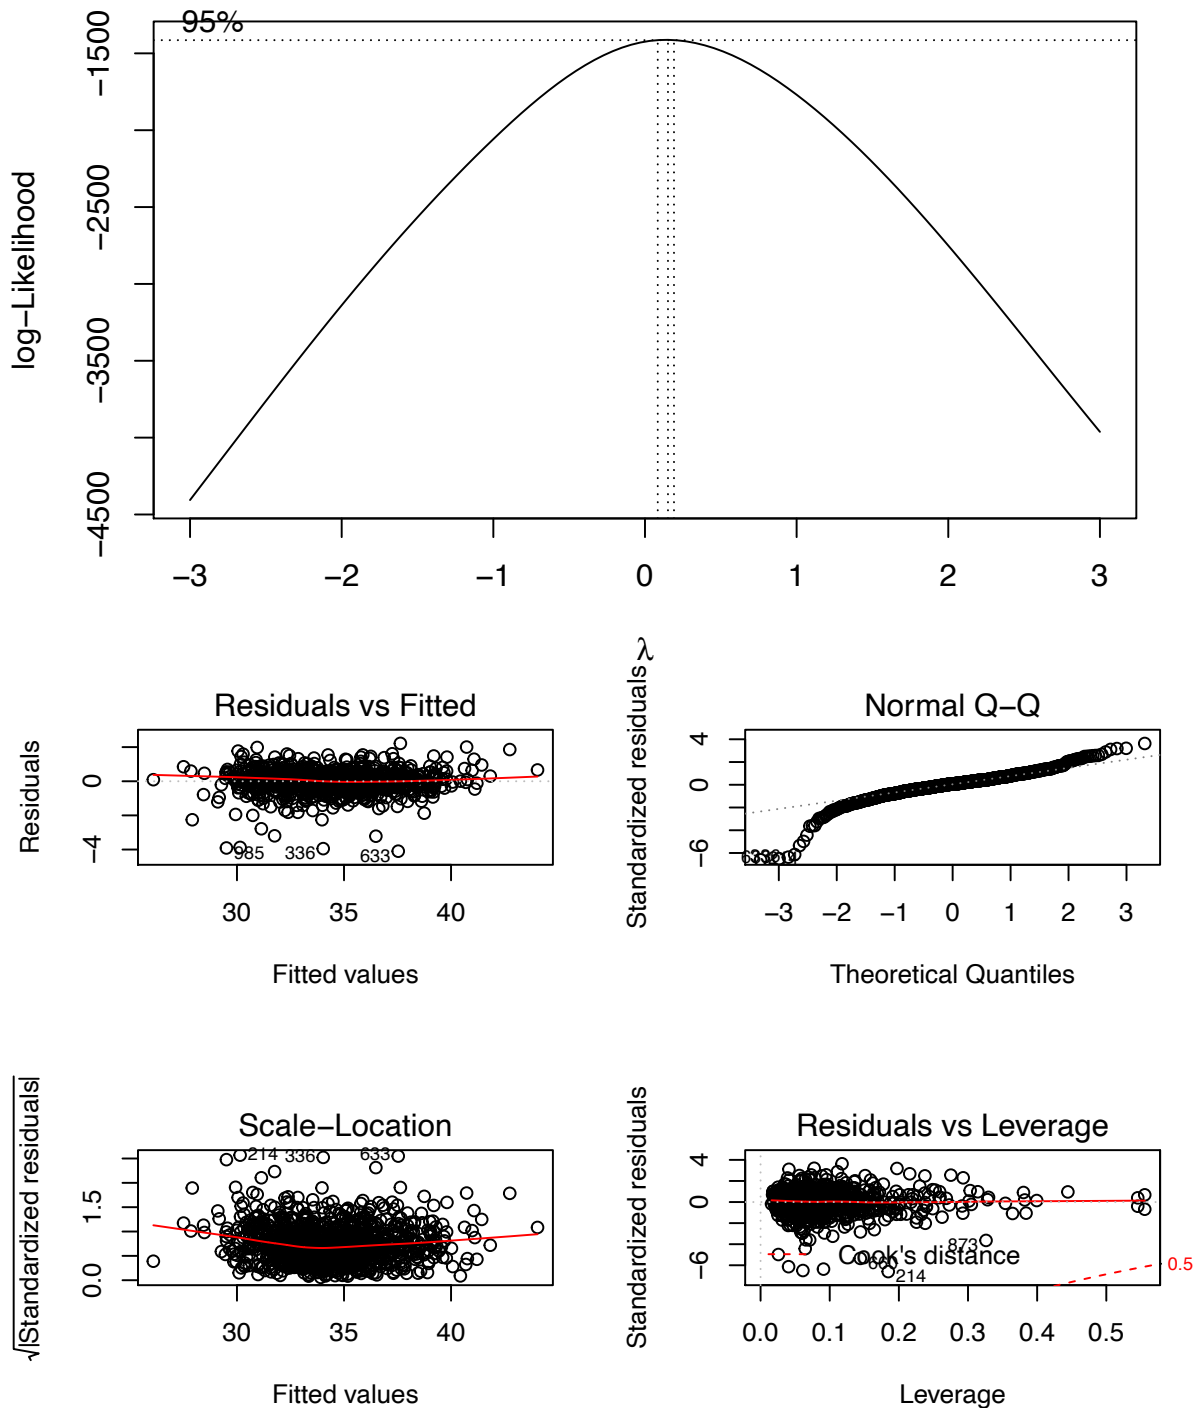 95%
−1500
−2500
−3500
−4500
log−Likelihood
−3 −2 −1 0 1 2 3
λ
Residuals vs Fitted
0
−4
Residuals
985 336 633
30 35 40
Fitted values
Normal Q−Q
4
0
−6
Standardized residuals
−3 −2 −1 0 1 2 3
Theoretical Quantiles
Scale−Location
1.5
0.0
√|Standardized residuals|
214 336 633
30 35 40
Fitted values
Residuals vs Leverage
4
0
−6
Standardized residuals
873
Cook's distance
214
0.5
0.0 0.1 0.2 0.3 0.4 0.5
Leverage